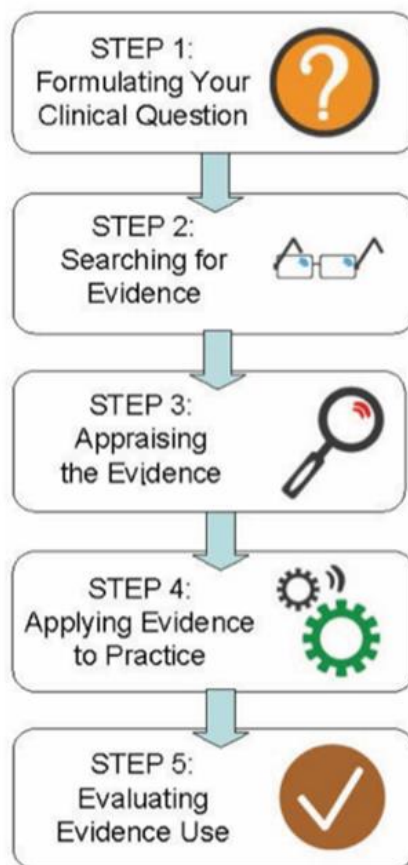 STEP 1:
Formulating Your
Clinical Question
?
STEP 2:
Searching for
Evidence
STEP 3:
Appraising
the Evidence
STEP 4:
Applying Evidence
to Practice
STEP 5:
Evaluating
Evidence Use